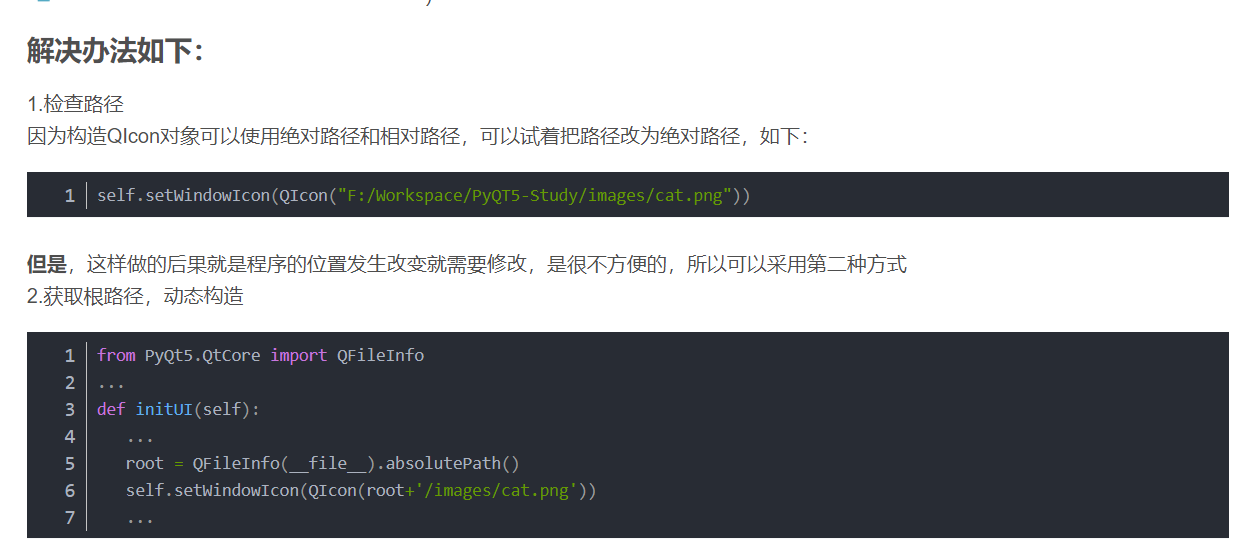 解决办法如下:
1.检查路径
因为构造QIcon对象可以使用绝对路径和相对路径，可以试着把路径改为绝对路径，如下：
1 self.setWindowIcon(QIcon("F:/Workspace/PyQT5-Study/images/cat.png"))
但是，这样做的后果就是程序的位置发生改变就需要修改，是很不方便的，所以可以采用第二种方式
2.获取根路径，动态构造
1 from PyQt5.QtCore import QFileInfo
2 ...
3 def initUI(self):
4 ...
5 root = QFileInfo(__file__).absolutePath()
6 self.setWindowIcon(QIcon(root+'/images/cat.png'))
7 ...